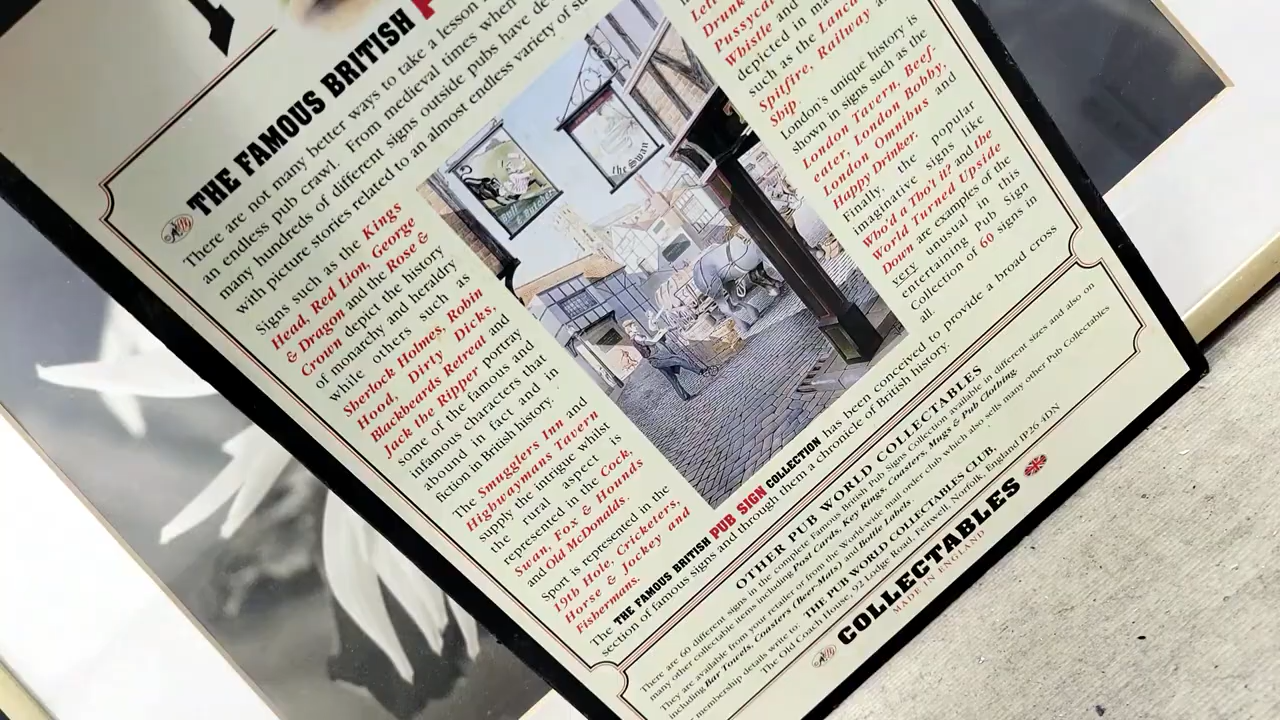 THE FAMOUS BRITISH
There are not many better ways to take a lesson
an endless pub crawl. From medieval times when
many hundreds of different signs outside pubs have de
with picture stories related to an almost endless variety of su
Signs such as the Kings
Head, Red Lion, George
& Dragon and the Rose &
Crown depict the history
of monarchy and heraldry
while others such as
Sherlock Holmes, Robin
Hood, Dirty Dicks,
Blackbeards Retreat and
Jack the Ripper portray
some of the famous and
infamous characters that
abound in fact and in
fiction in British history.
The Smugglers Inn and
Highwaymans Tavern
supply the intrigue whilst
the rural aspect is
represented in the Cock,
Swan, Fox & Hounds
and Old McDonalds.
Sport is represented in the
19th Hole, Cricketers,
Horse & Jockey and
Fishermans.
Bull
& Butcher
the Swan
Drunk
Pussyca
Whistle and
depicted in ma
such as the Lanca
Spitfire, Railway
Ship.
London's unique history
shown in signs such as the
London Tavern, Beef-
eater, London Bobby,
London Omnibus and
Happy Drinker.
Finally, the popular
imaginative signs like
Who'd a Tho't it? and the
World Turned Upside
Down are examples of the
very unusual in this
entertaining Pub Sign
Collection of 60 signs in
all.
The THE FAMOUS BRITISH PUB SIGN COLLECTION has been conceived to provide a broad cross
section of famous signs and through them a chronicle of British history.
OTHER PUB WORLD COLLECTABLES
There are 60 different signs in the complete Famous British Pub Signs Collection available in different sizes and also on
many other collectable items including Post Cards, Key Rings, Coasters, Mugs & Pub Clothing.
They are available from your retailer or from the World-wide mail order club which also sells many other Pub Collectables
including Bar Towels, Coasters (Beer-Mats) and Bottle Labels.
membership details write to: THE PUB WORLD COLLECTABLES CLUB,
The Old Coach House, 92 Lodge Road, Feltwell, Norfolk, England IP26 4DN
COLLECTABLES
MADE IN ENGLAND